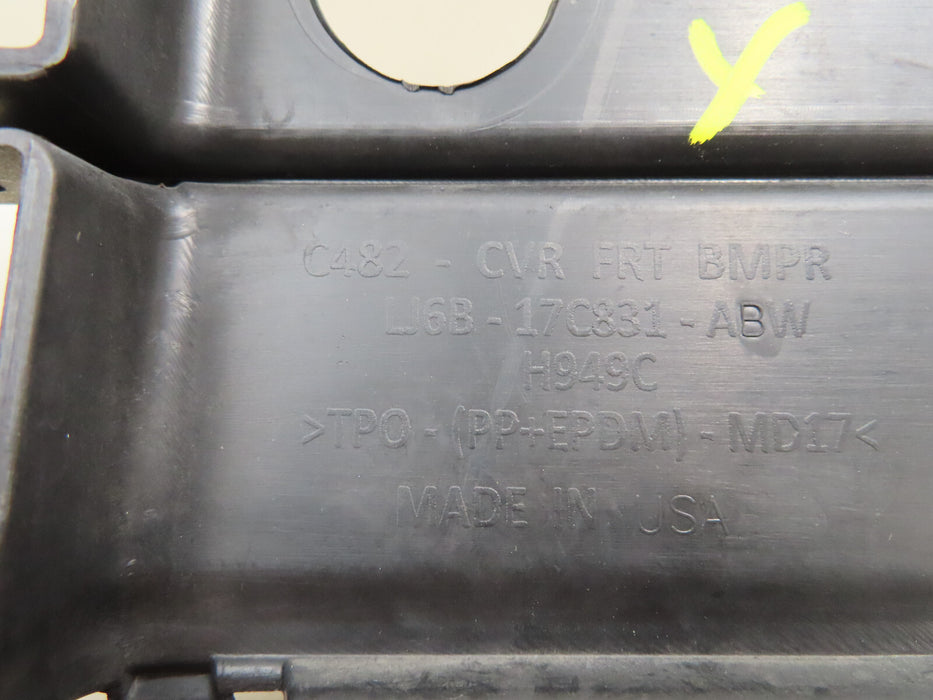 Y
C482 - CVR FRT BMPR
LJ6B - 17C831 - ABW
H949C
>TPO - (PP+EPDM) - MD17<
MADE IN USA